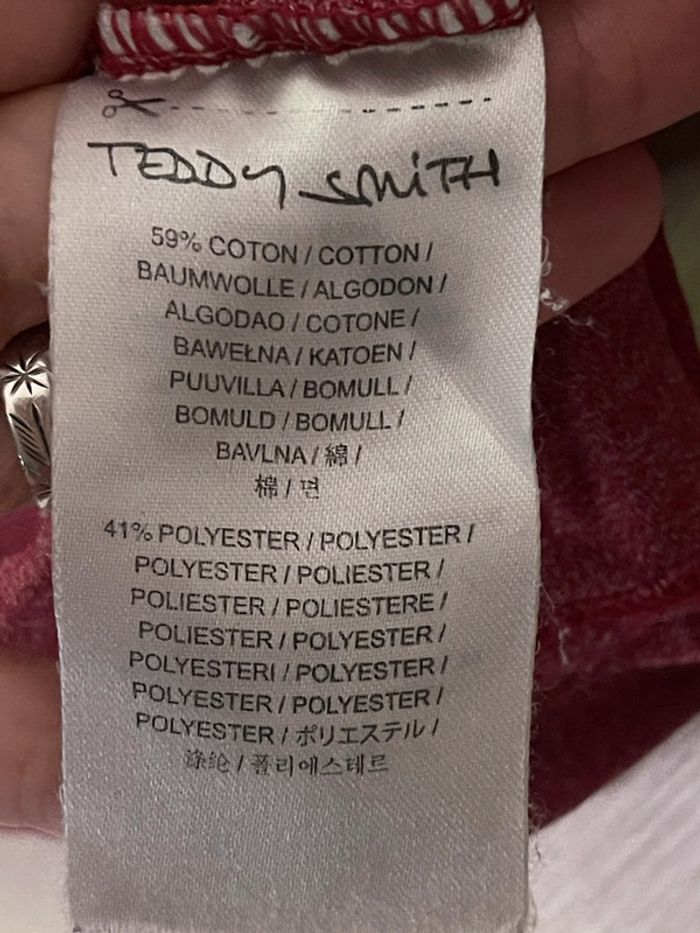 TEDDY SMITH
59% COTON / COTTON /
BAUMWOLLE / ALGODON /
ALGODAO / COTONE /
BAWEŁNA / KATOEN /
PUUVILLA / BOMULL /
BOMULD / BOMULL /
BAVLNA / 綿 /
棉 / 면
41% POLYESTER / POLYESTER /
POLYESTER / POLIESTER /
POLIESTER / POLIESTERE /
POLIESTER / POLYESTER /
POLYESTERI / POLYESTER /
POLYESTER / POLYESTER /
POLYESTER / ポリエステル /
涤纶 / 폴리에스테르